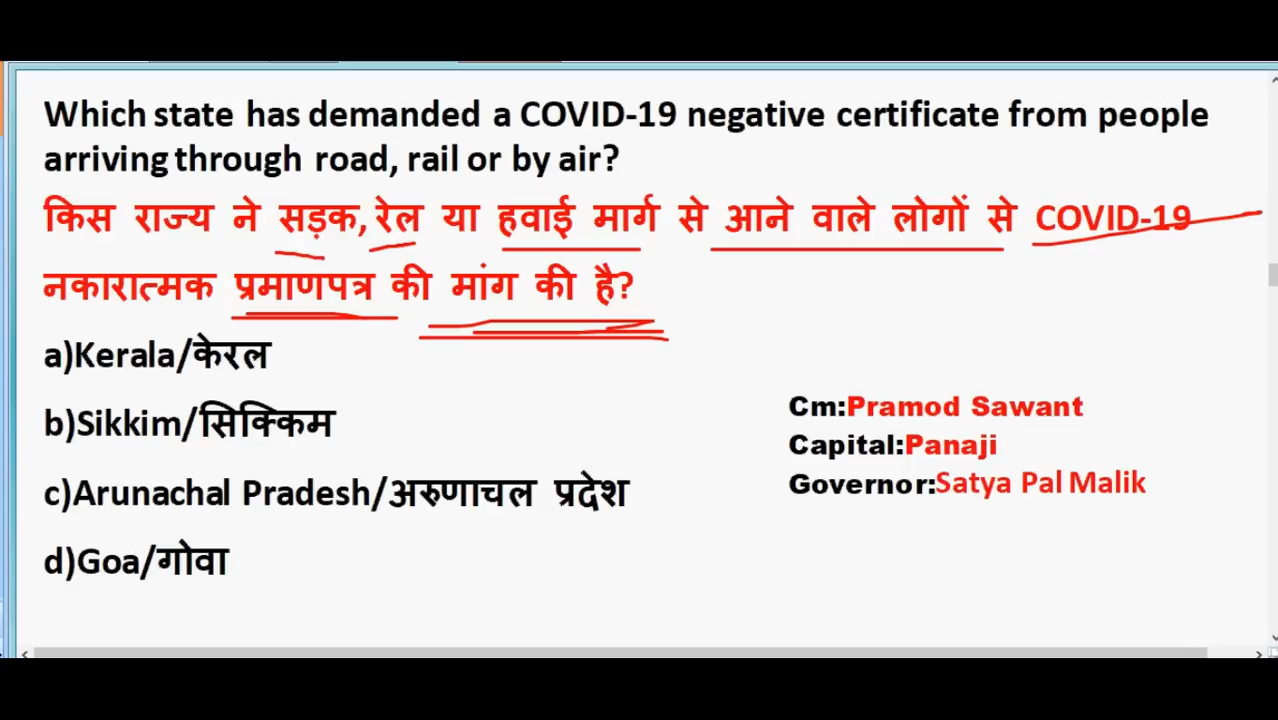 Which state has demanded a COVID-19 negative certificate from people
arriving through road, rail or by air?
किस राज्य ने सड़क, रेल या हवाई मार्ग से आने वाले लोगों से COVID-19
नकारात्मक प्रमाणपत्र की मांग की है?
a)Kerala/केरल
b)Sikkim/सिक्किम
c)Arunachal Pradesh/अरुणाचल प्रदेश
d)Goa/गोवा
Cm:Pramod Sawant
Capital:Panaji
Governor:Satya Pal Malik